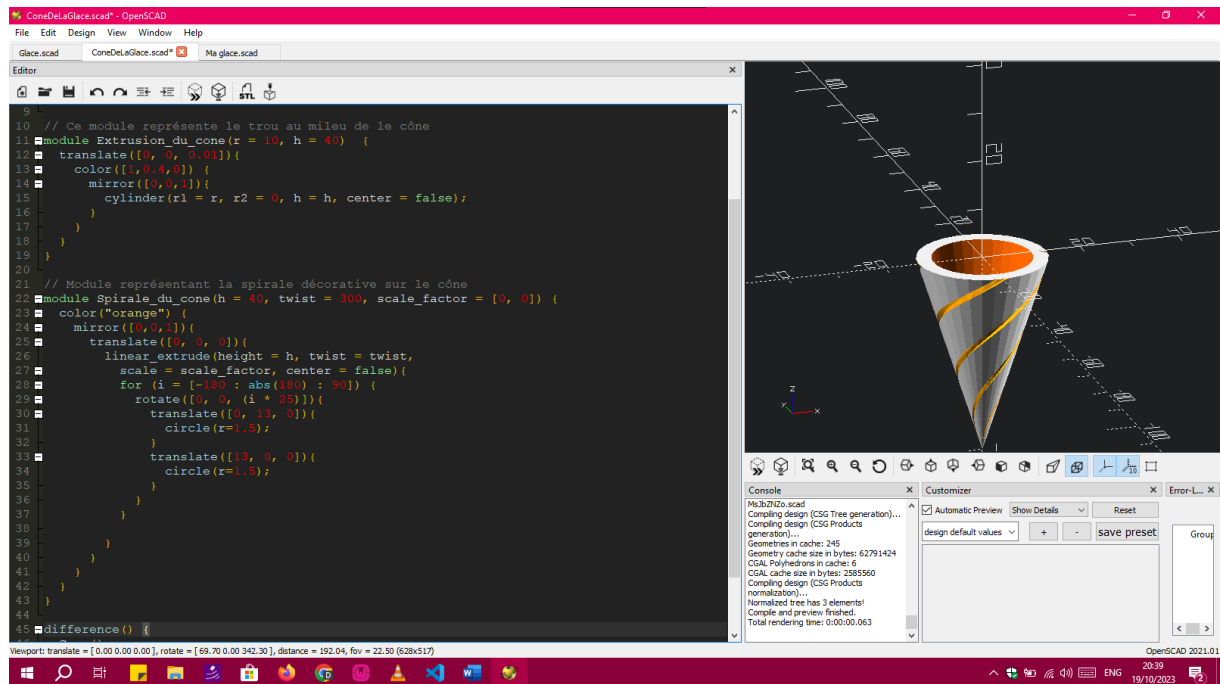 ConeDeLaGlace.scad* - OpenSCAD
File Edit Design View Window Help
Glace.scad ConeDeLaGlace.scad* Ma glace.scad
Editor
STL
9
10 // Ce module représente le trou au mileu de le cône
11 module Extrusion_du_cone(r = 10, h = 40)  {
12   translate([0, 0, 0.01]){
13     color([1,0.4,0]) {
14       mirror([0,0,1]){
15         cylinder(r1 = r, r2 = 0, h = h, center = false);
16       }
17     }
18   }
19 }
20
21 // Module représentant la spirale décorative sur le cône
22 module Spirale_du_cone(h = 40, twist = 300, scale_factor = [0, 0]) {
23   color("orange") {
24     mirror([0,0,1]){
25       translate([0, 0, 0]){
26         linear_extrude(height = h, twist = twist,
27           scale = scale_factor, center = false){
28           for (i = [-180 : abs(180) : 90]) {
29             rotate([0, 0, (i * 25)]){
30               translate([0, 13, 0]){
31                 circle(r=1.5);
32               }
33               translate([13, 0, 0]){
34                 circle(r=1.5);
35               }
36             }
37           }
38
39         }
40       }
41     }
42   }
43 }
44
45 difference() {
20
z
y x
10
Console
MsJbZNZo.scad
Compiling design (CSG Tree generation)...
Compiling design (CSG Products
generation)...
Geometries in cache: 245
Geometry cache size in bytes: 62791424
CGAL Polyhedrons in cache: 6
CGAL cache size in bytes: 2585560
Compiling design (CSG Products
normalization)...
Normalized tree has 3 elements!
Compile and preview finished.
Total rendering time: 0:00:00.063
Customizer
Automatic Preview Show Details Reset
design default values + - save preset
Error-L...
Group
Viewport: translate = [ 0.00 0.00 0.00 ], rotate = [ 69.70 0.00 342.30 ], distance = 192.04, fov = 22.50 (628x517) OpenSCAD 2021.01
ENG 20:39
19/10/2023
2